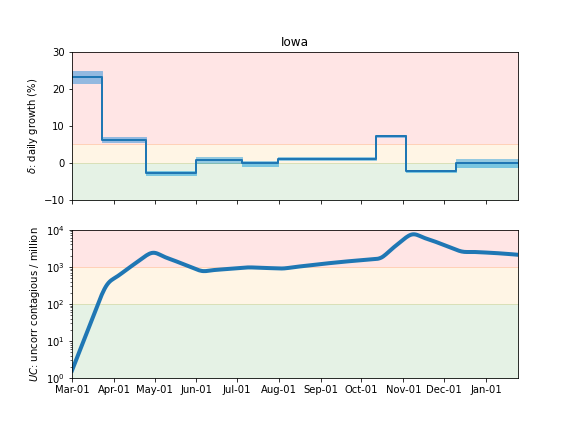 Iowa
δ: daily growth (%)
30
20
10
0
−10
UC: uncorr contagious / million
10⁴
10³
10²
10¹
10⁰
Mar-01 Apr-01 May-01 Jun-01 Jul-01 Aug-01 Sep-01 Oct-01 Nov-01 Dec-01 Jan-01